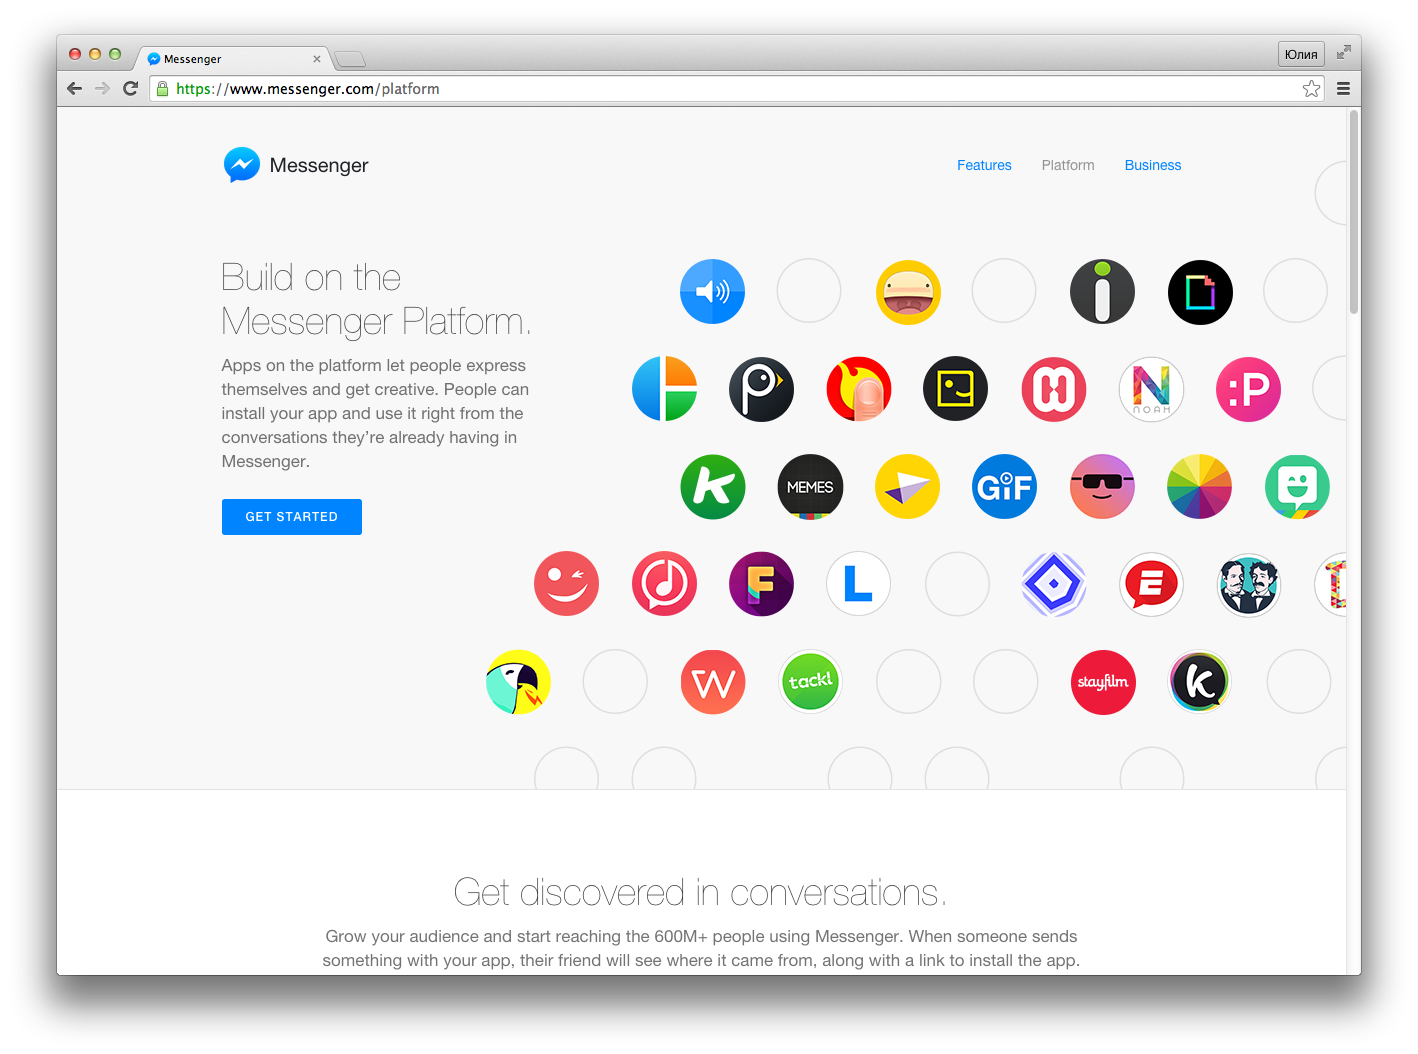 Messenger
Юлия
https://www.messenger.com/platform
Messenger
Features
Platform
Business
Build on the
Messenger Platform.
Apps on the platform let people express
themselves and get creative. People can
install your app and use it right from the
conversations they’re already having in
Messenger.
GET STARTED
i
P
N
NOAH
:P
k
MEMES
GiF
F
L
E
W
tackl
stayfilm
k
Get discovered in conversations.
Grow your audience and start reaching the 600M+ people using Messenger. When someone sends
something with your app, their friend will see where it came from, along with a link to install the app.